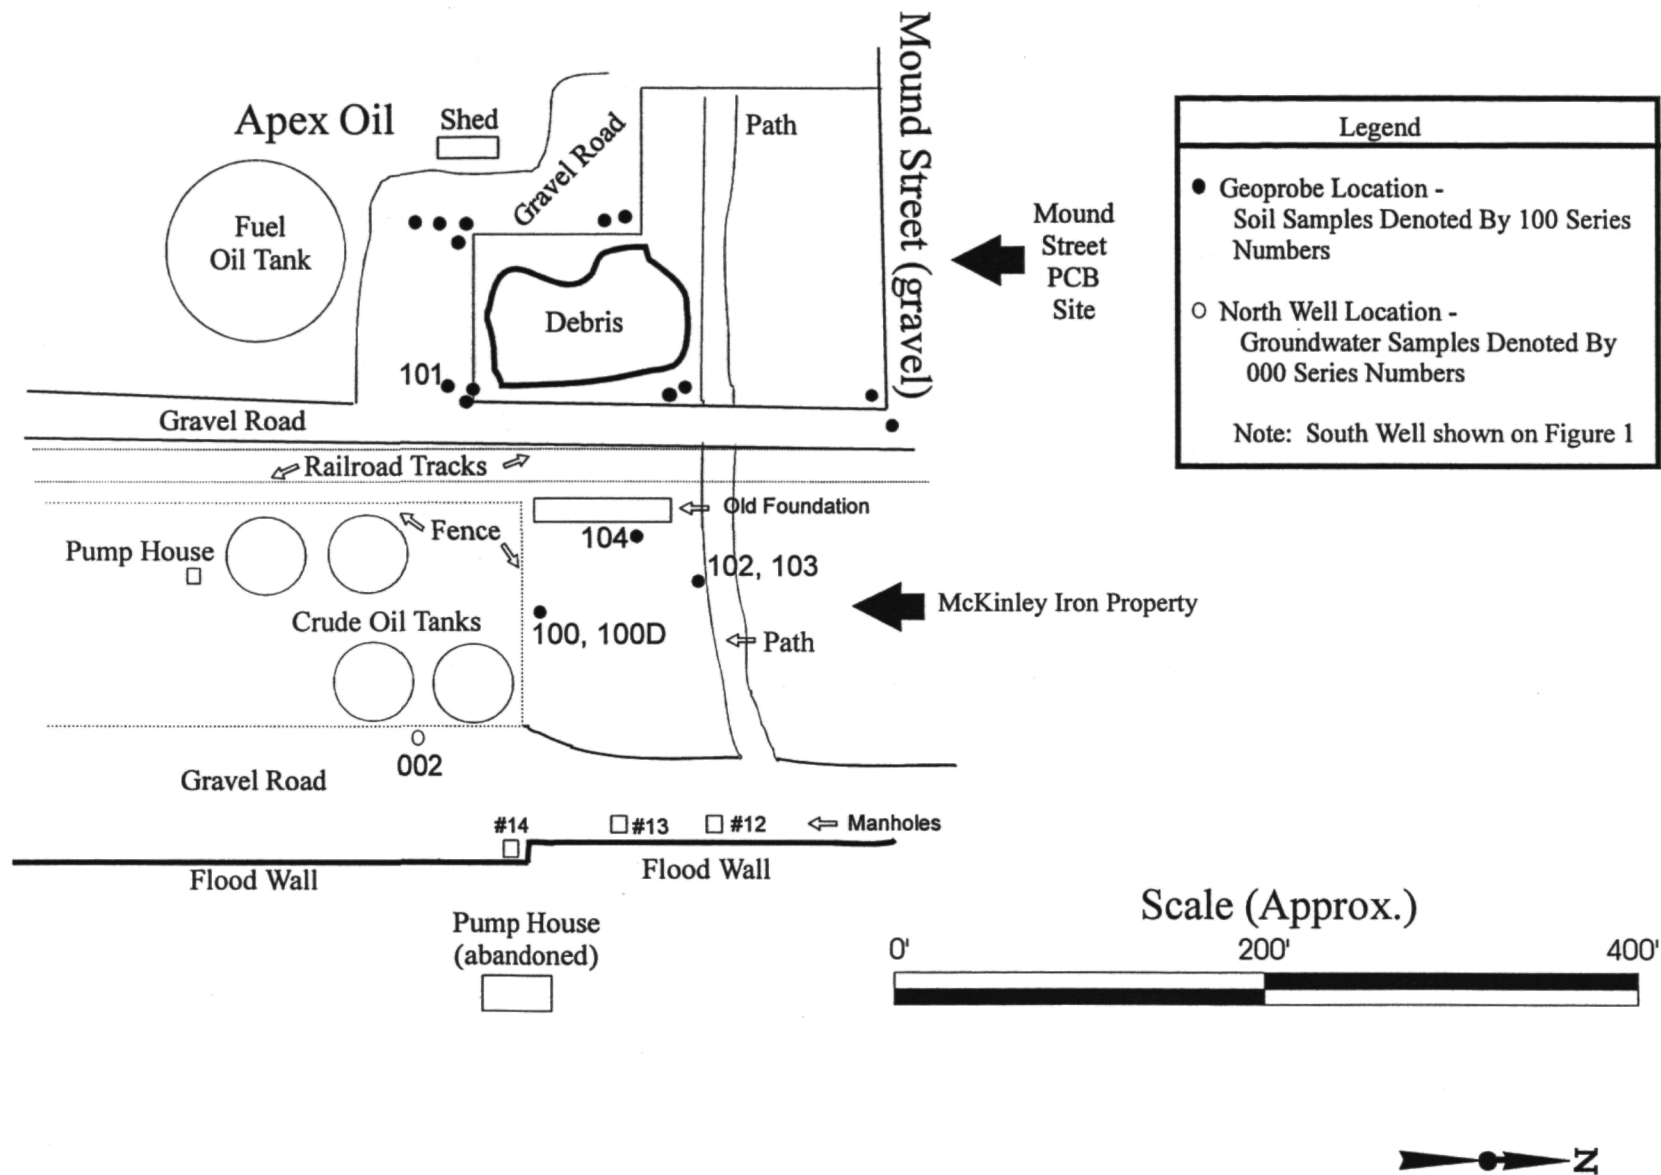 Apex Oil
Shed
Gravel Road
Path
Mound Street (gravel)
Fuel
Oil Tank
Debris
Mound
Street
PCB
Site
Legend
Geoprobe Location -
Soil Samples Denoted By 100 Series
Numbers
North Well Location -
Groundwater Samples Denoted By
000 Series Numbers
Note: South Well shown on Figure 1
101
Gravel Road
Railroad Tracks
Old Foundation
104
Fence
Pump House
102, 103
McKinley Iron Property
Crude Oil Tanks
100, 100D
Path
002
Gravel Road
#14
#13
#12
Manholes
Flood Wall
Flood Wall
Pump House
(abandoned)
Scale (Approx.)
0' 200' 400'
N